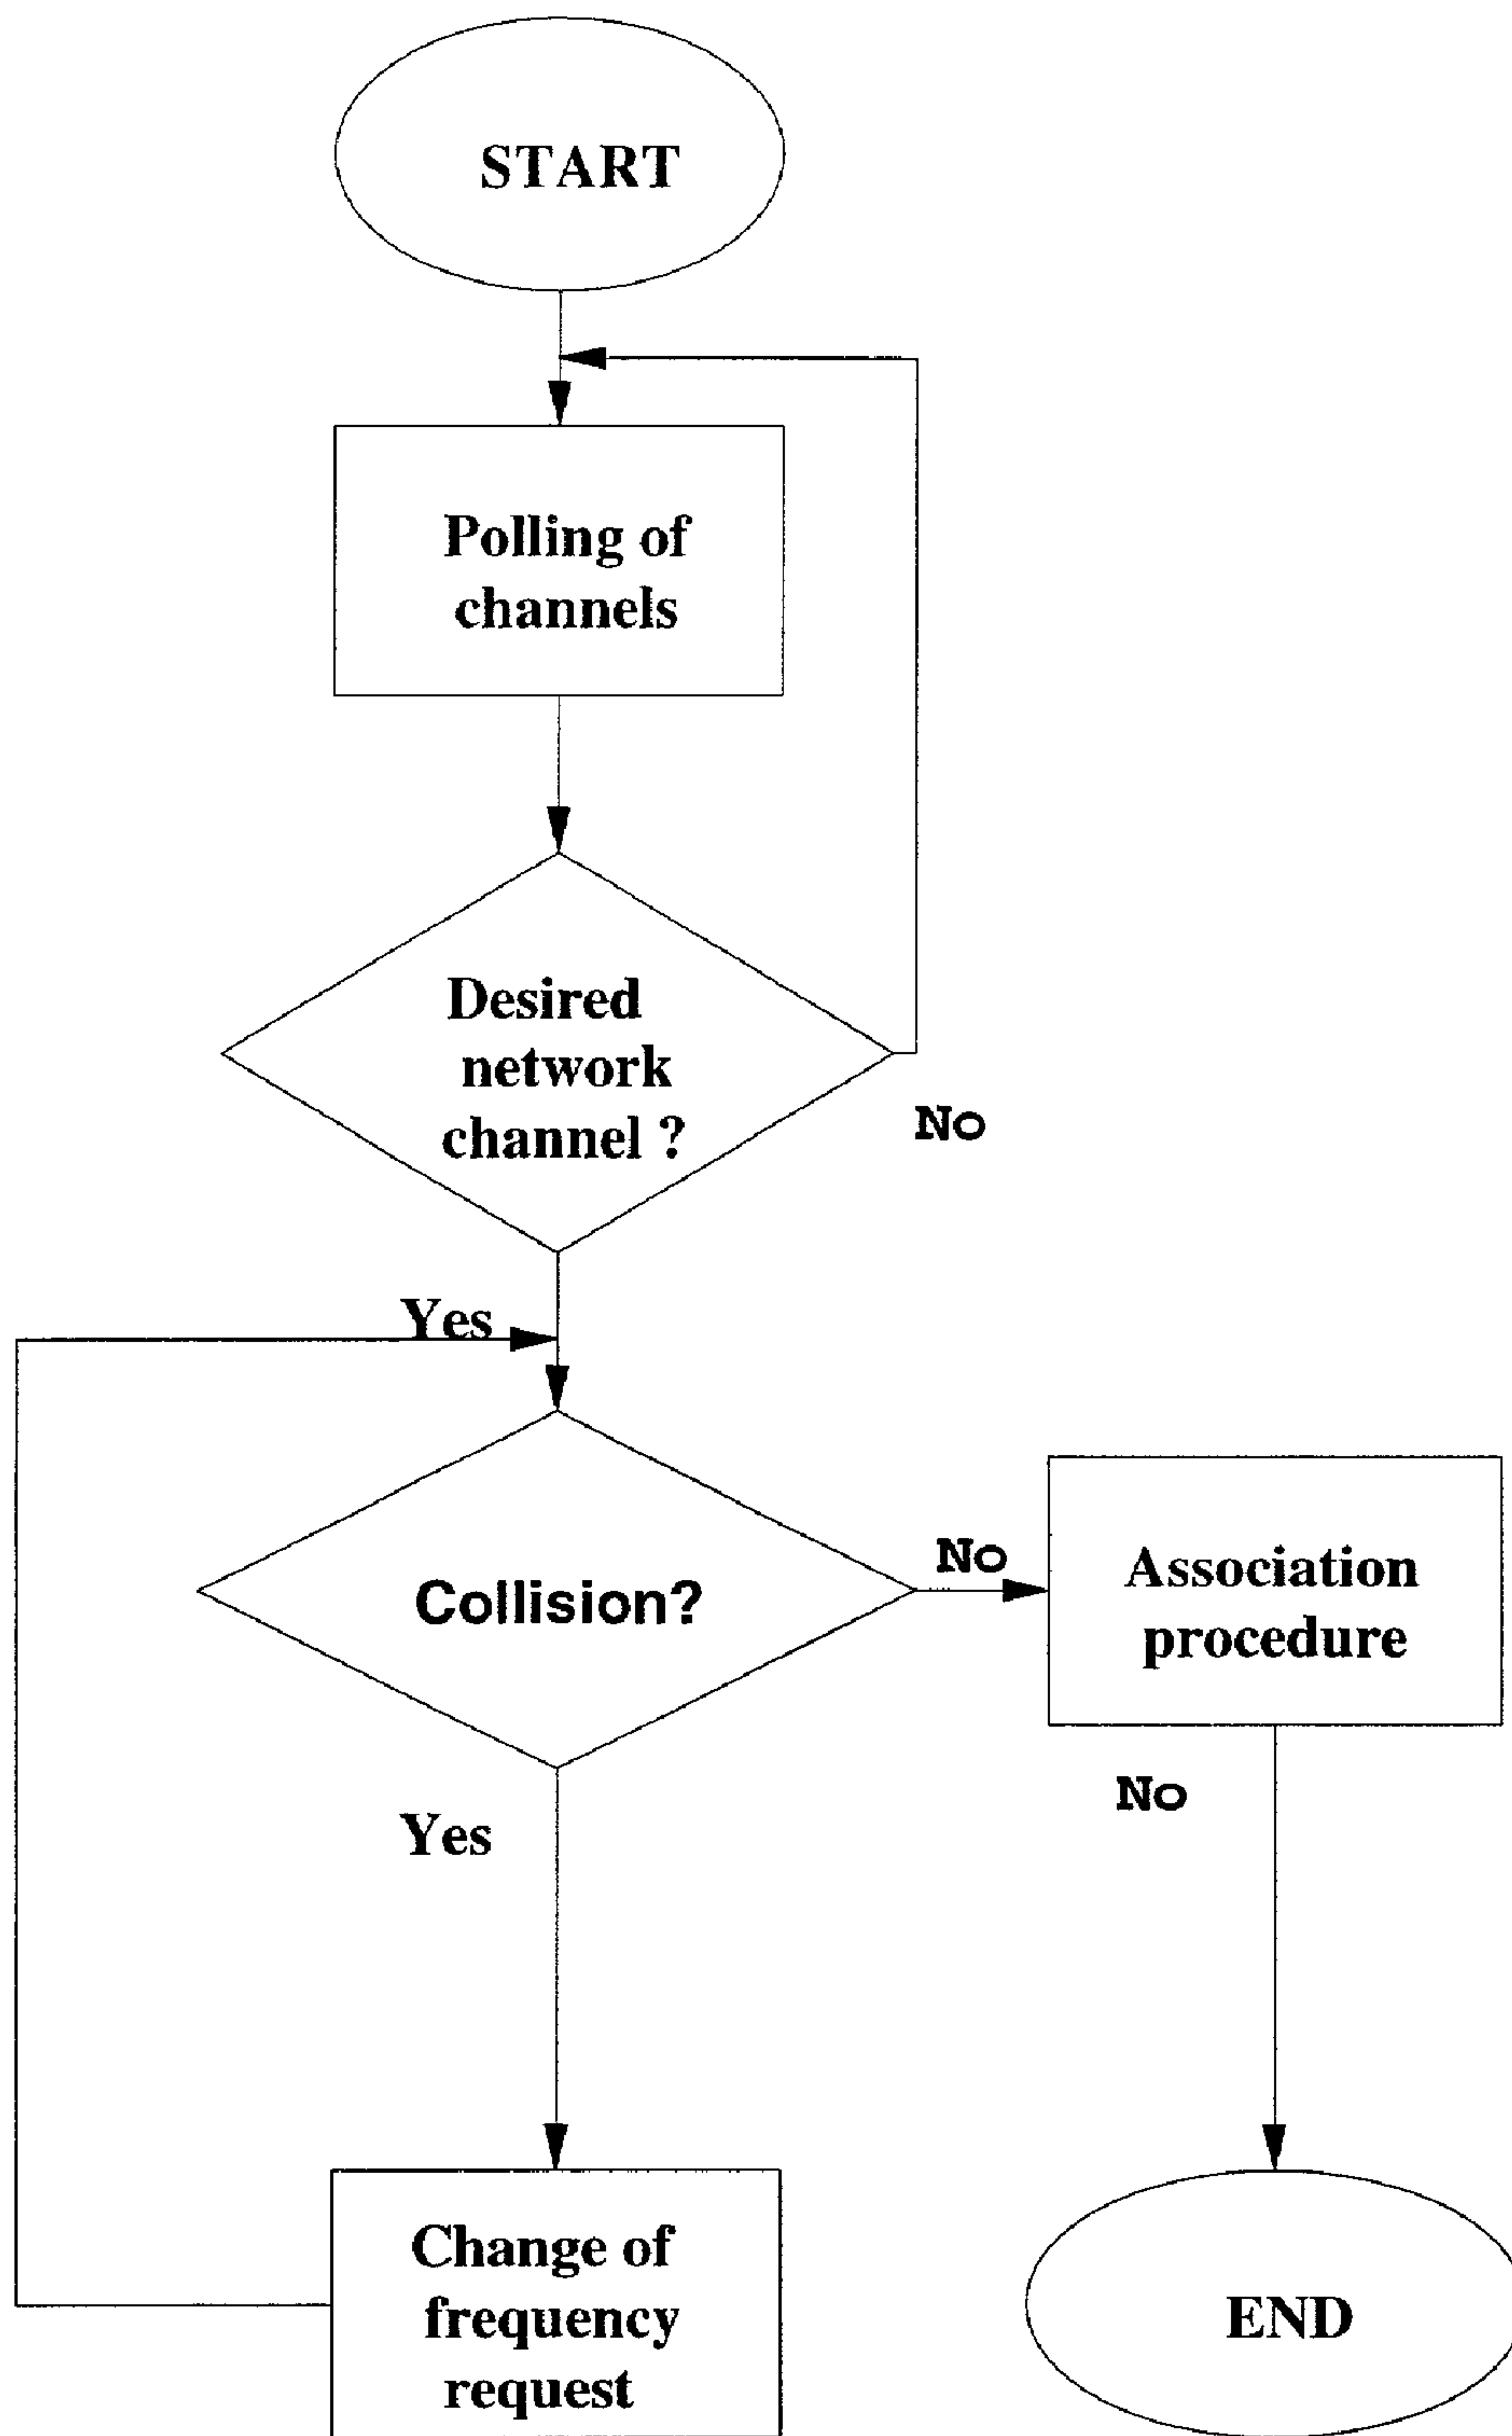 START
Polling of
channels
Desired
network
channel ?
No
Yes
Collision?
No
Association
procedure
No
Yes
Change of
frequency
request
END